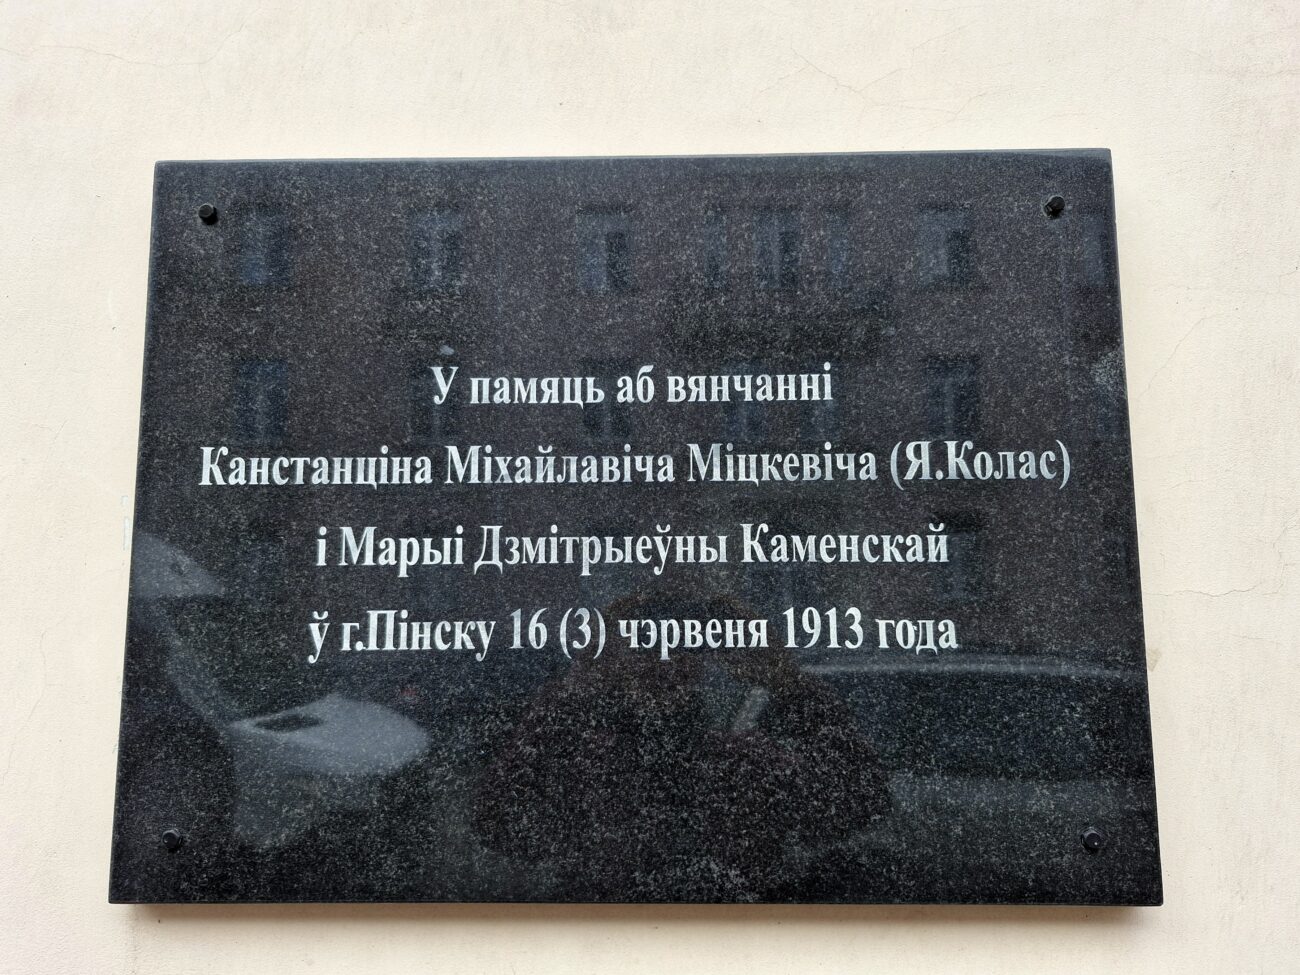 Ў памяць аб вянчанні
Канстанціна Міхайлавіча Міцкевіча (Я.Колас)
і Марыі Дзмітрыеўны Каменскай
ў г.Пінску 16 (3) чэрвеня 1913 года